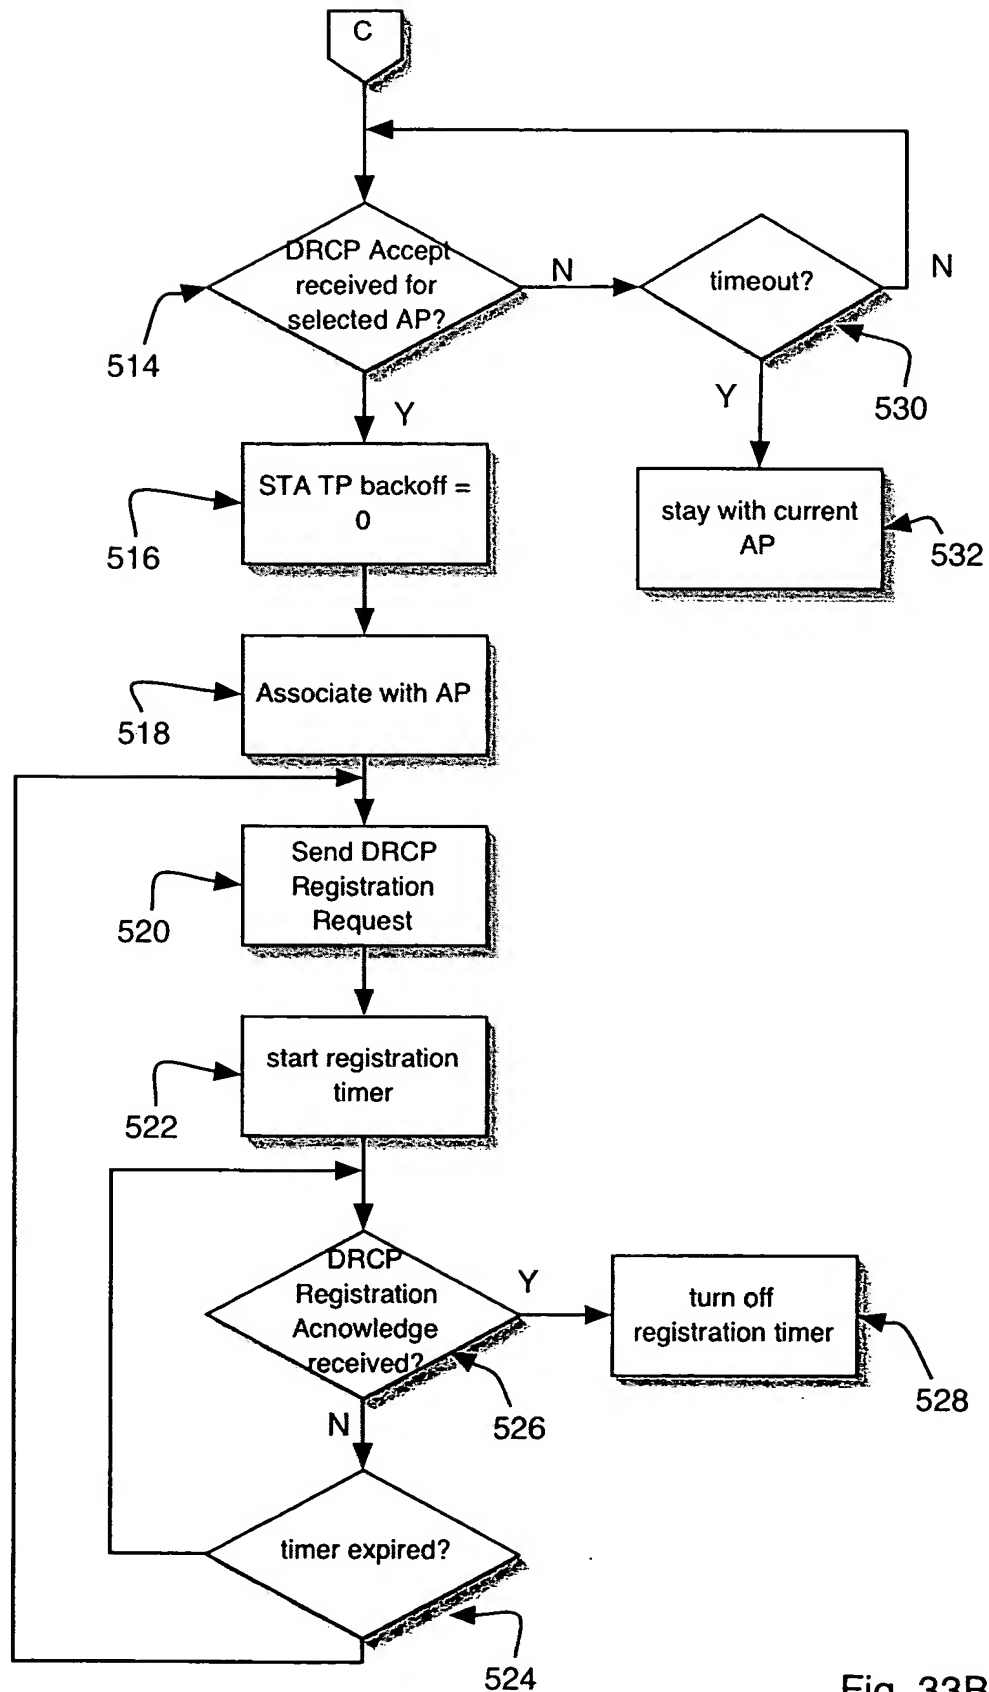 C
DRCP Accept
received for
selected AP?
N
timeout?
N
514
Y
Y
530
STA TP backoff =
0
stay with current
AP
516
532
Associate with AP
518
Send DRCP
Registration
Request
520
start registration
timer
522
DRCP
Registration
Acnowledge
received?
Y
turn off
registration timer
526
528
N
timer expired?
524
Fig. 33B